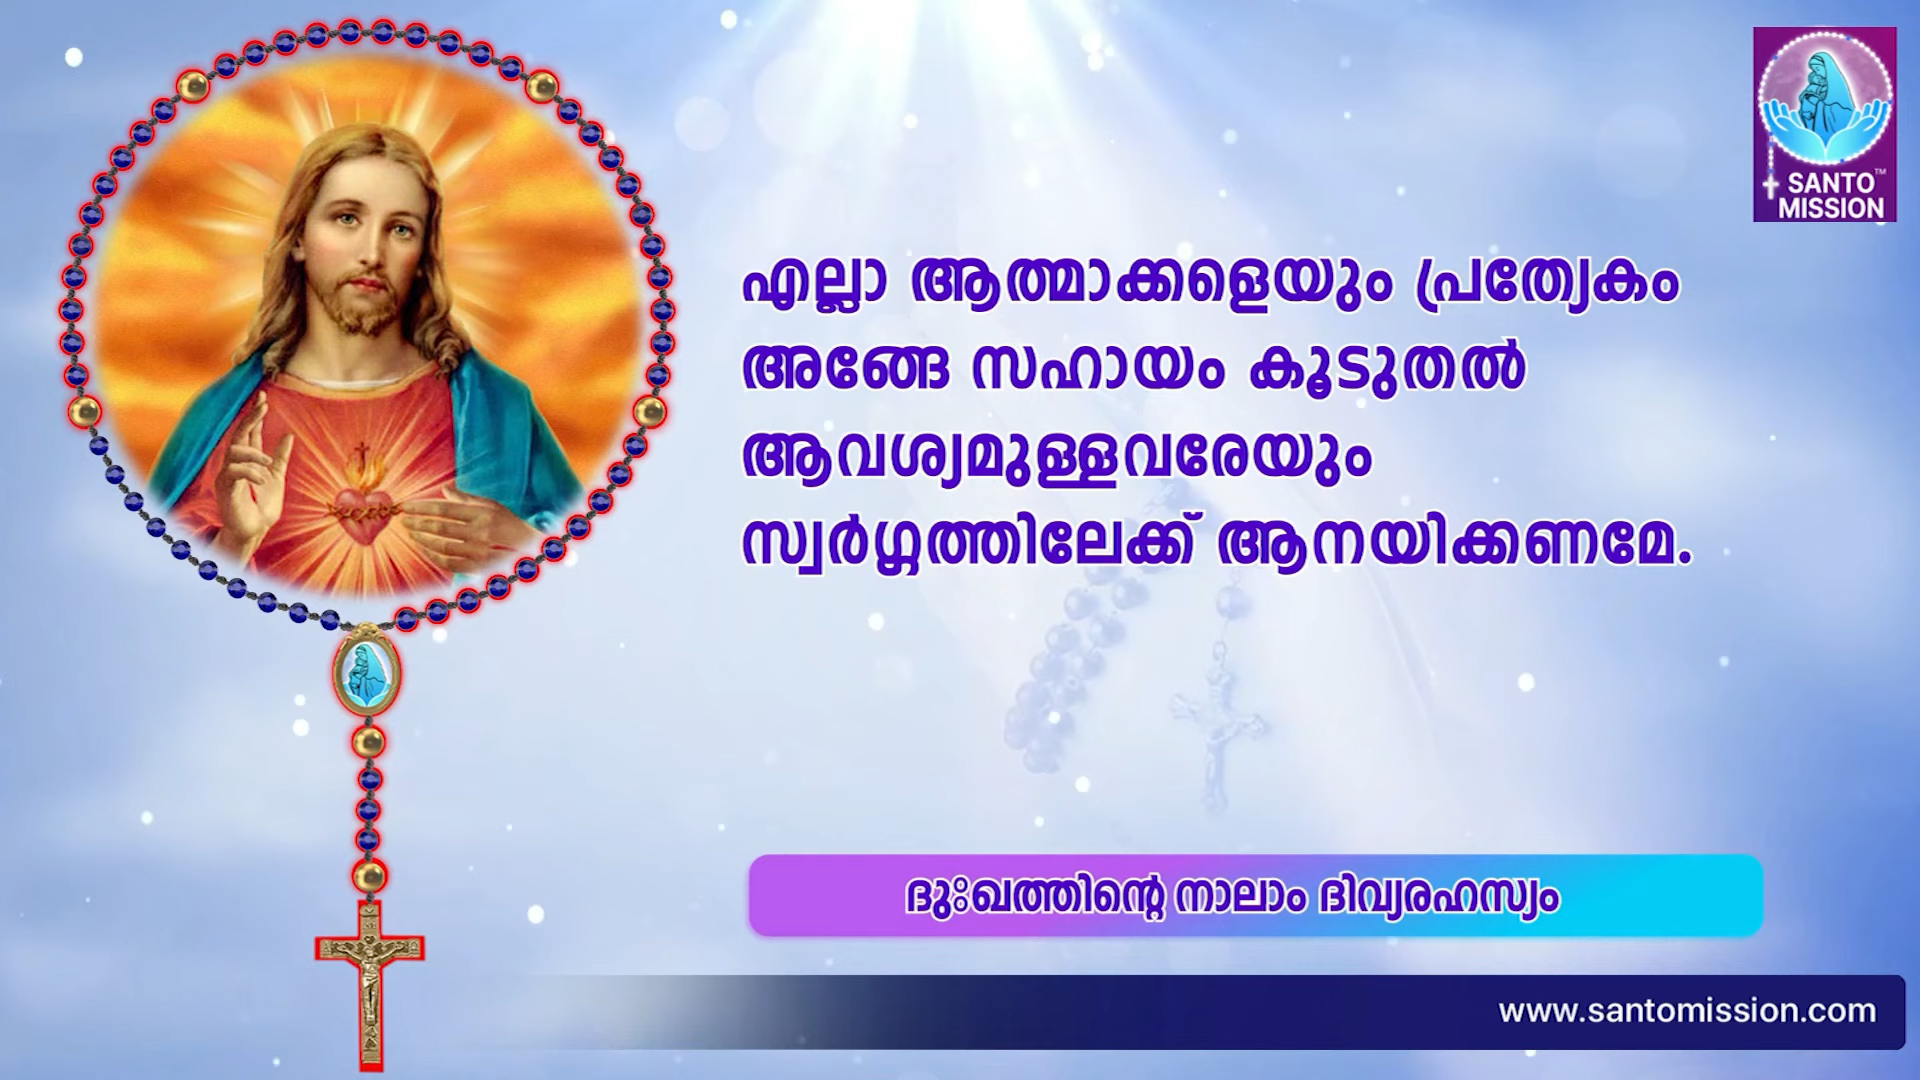 SANTO™
MISSION
എല്ലാ ആത്മാക്കളെയും പ്രത്യേകം
അങ്ങേ സഹായം കൂടുതൽ
ആവശ്യമുള്ളവരേയും
സ്വർഗ്ഗത്തിലേക്ക് ആനയിക്കണമേ.
ദുഃഖത്തിന്റെ നാലാം ദിവ്യരഹസ്യം
www.santomission.com